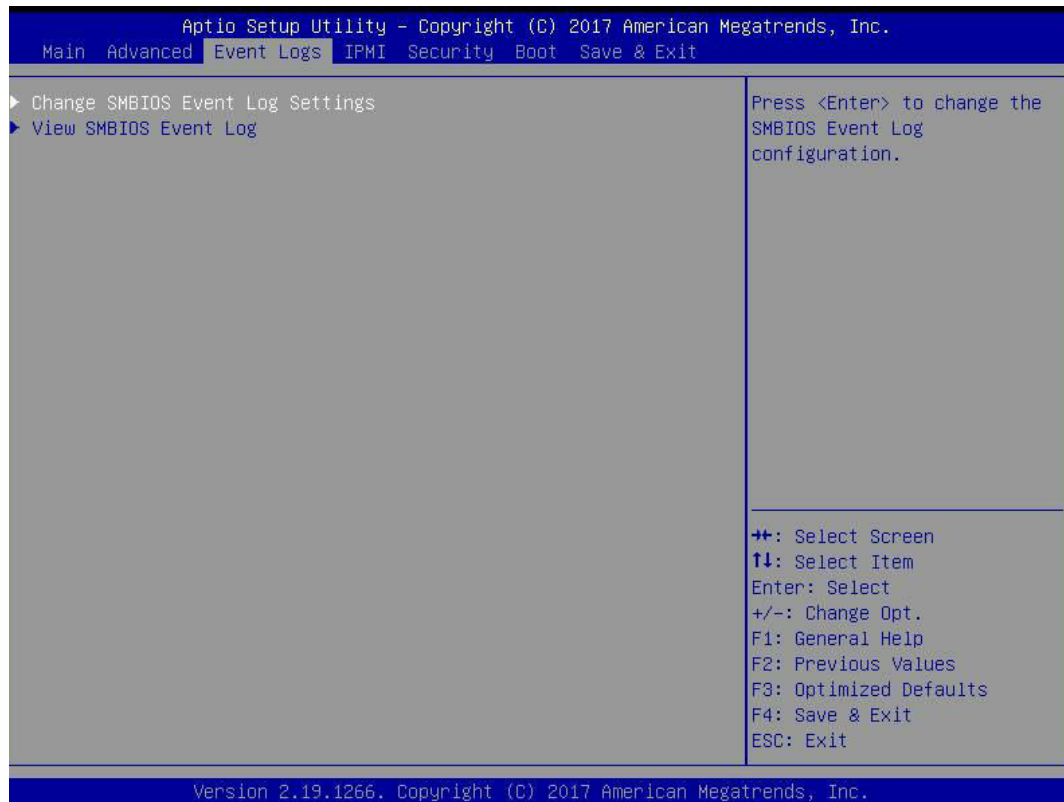 Aptio Setup Utility – Copyright (C) 2017 American Megatrends, Inc.
Main Advanced Event Logs IPMI Security Boot Save & Exit
▶ Change SMBIOS Event Log Settings
▶ View SMBIOS Event Log
Press <Enter> to change the
SMBIOS Event Log
configuration.
→←: Select Screen
↑↓: Select Item
Enter: Select
+/-: Change Opt.
F1: General Help
F2: Previous Values
F3: Optimized Defaults
F4: Save & Exit
ESC: Exit
Version 2.19.1266. Copyright (C) 2017 American Megatrends, Inc.